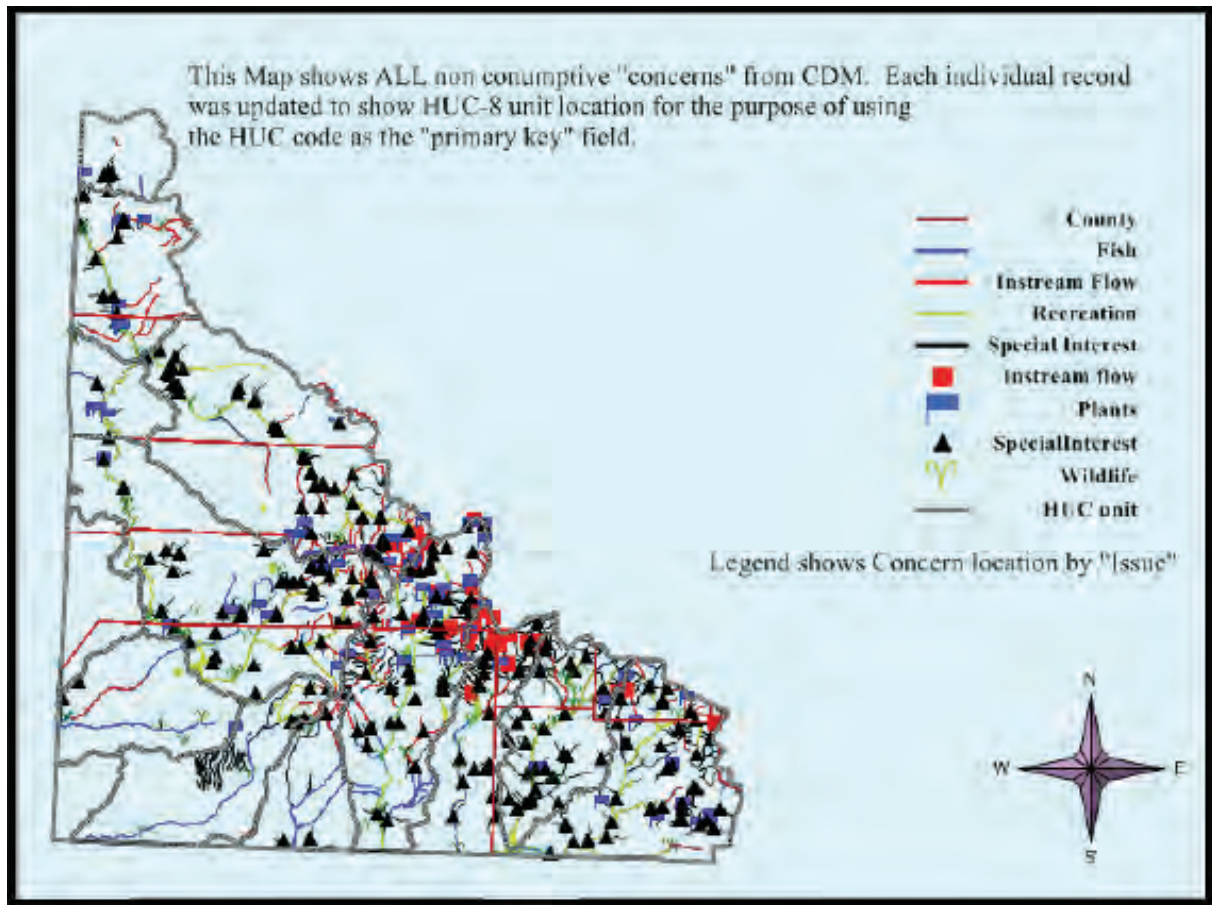 This Map shows ALL non conumptive "concerns" from CDM. Each individual record
was updated to show HUC-8 unit location for the purpose of using
the HUC code as the "primary key" field.
County
Fish
Instream Flow
Recreation
Special Interest
Instream flow
Plants
SpecialInterest
Wildlife
HUC unit
Legend shows Concern location by "Issue"
N
W
E
S